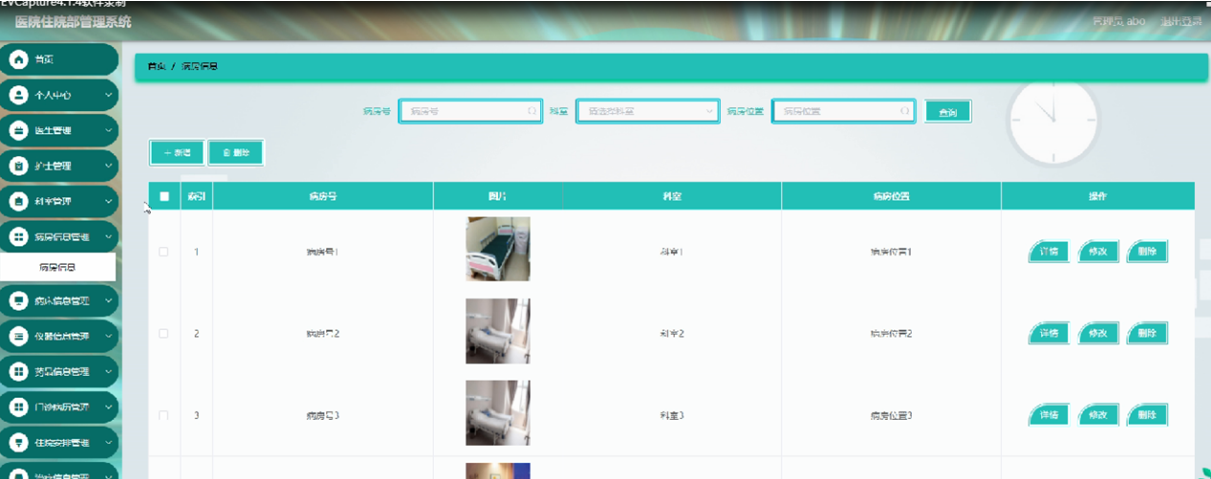 EVCapture4.1.4软件录制
医院住院部管理系统
管理员 abo 退出登录
首页
个人中心
医生管理
护士管理
科室管理
病房信息管理
病房信息
病床信息管理
仪器信息管理
药品信息管理
门诊病历管理
住院安排管理
首页 / 病房信息
病房号 病房号 科室 请选择科室 病房位置 病房位置 查询
+ 新增 删除
索引 病房号 图片 科室 病房位置 操作
1 病房号1 科室1 病房位置1 详情 修改 删除
2 病房号2 科室2 病房位置2 详情 修改 删除
3 病房号3 科室3 病房位置3 详情 修改 删除